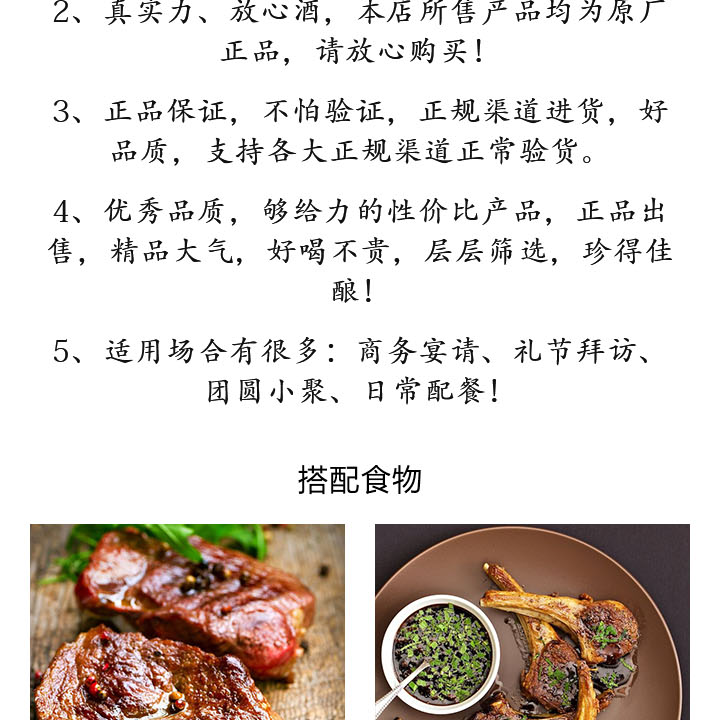 2、真实力、放心酒，本店所售产品均为原厂
正品，请放心购买！
3、正品保证，不怕验证，正规渠道进货，好
品质，支持各大正规渠道正常验货。
4、优秀品质，够给力的性价比产品，正品出
售，精品大气，好喝不贵，层层筛选，珍得佳
酿！
5、适用场合有很多：商务宴请、礼节拜访、
团圆小聚、日常配餐！
搭配食物